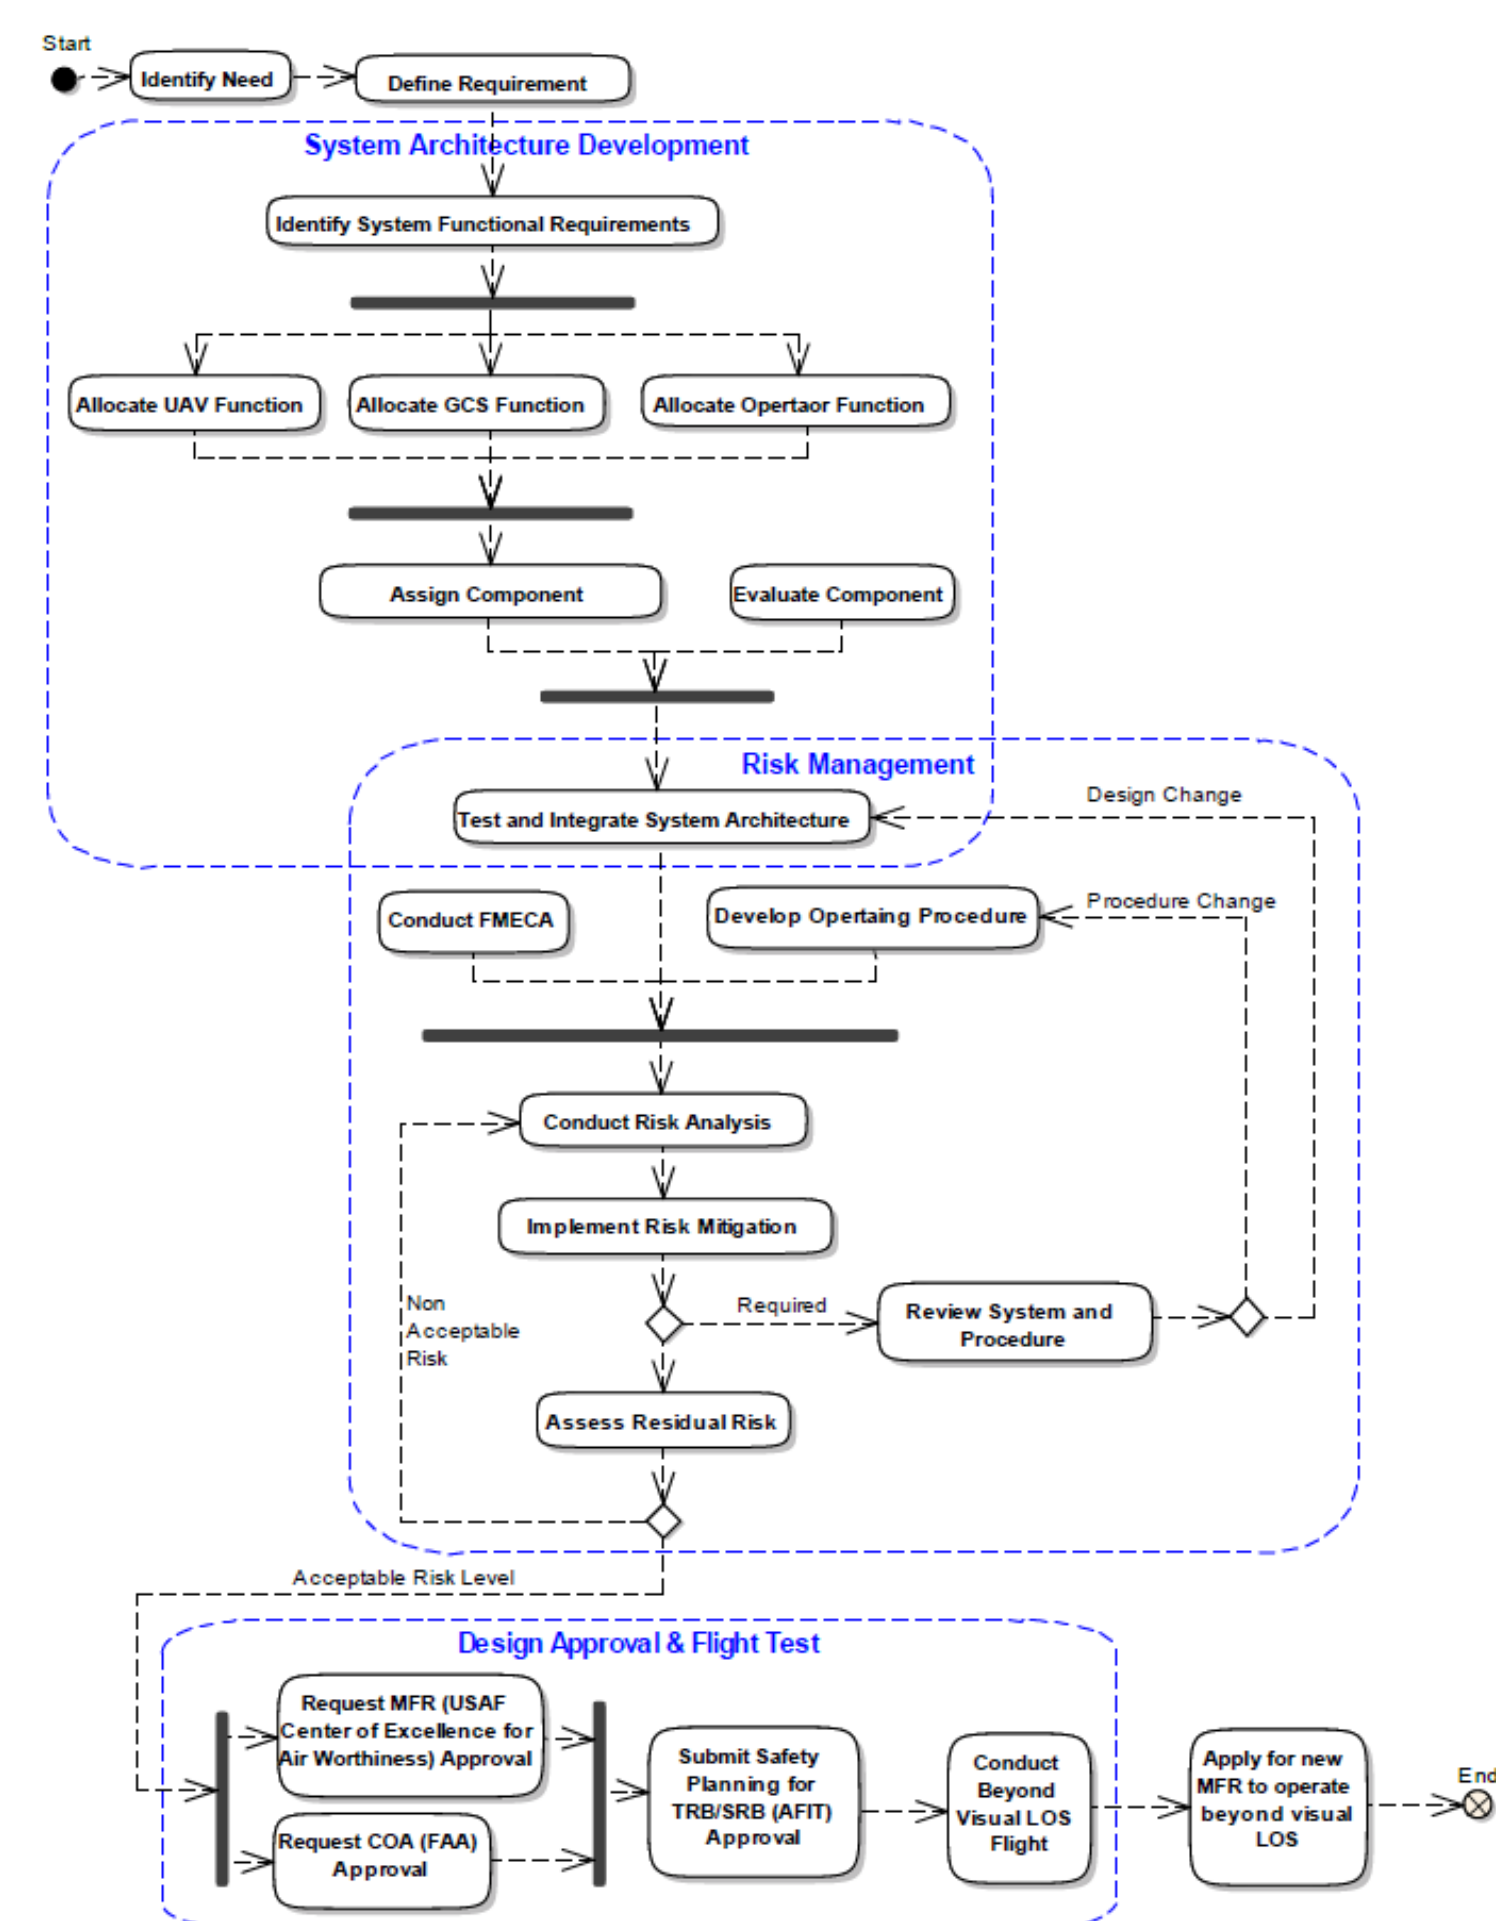 Start
Identify Need
Define Requirement
System Architecture Development
Identify System Functional Requirements
Allocate UAV Function
Allocate GCS Function
Allocate Opertaor Function
Assign Component
Evaluate Component
Risk Management
Design Change
Test and Integrate System Architecture
Procedure Change
Conduct FMECA
Develop Opertaing Procedure
Conduct Risk Analysis
Implement Risk Mitigation
Non
Acceptable
Risk
Required
Review System and
Procedure
Assess Residual Risk
Acceptable Risk Level
Design Approval & Flight Test
Request MFR (USAF
Center of Excellence for
Air Worthiness) Approval
Request COA (FAA)
Approval
Submit Safety
Planning for
TRB/SRB (AFIT)
Approval
Conduct
Beyond
Visual LOS
Flight
Apply for new
MFR to operate
beyond visual
LOS
End